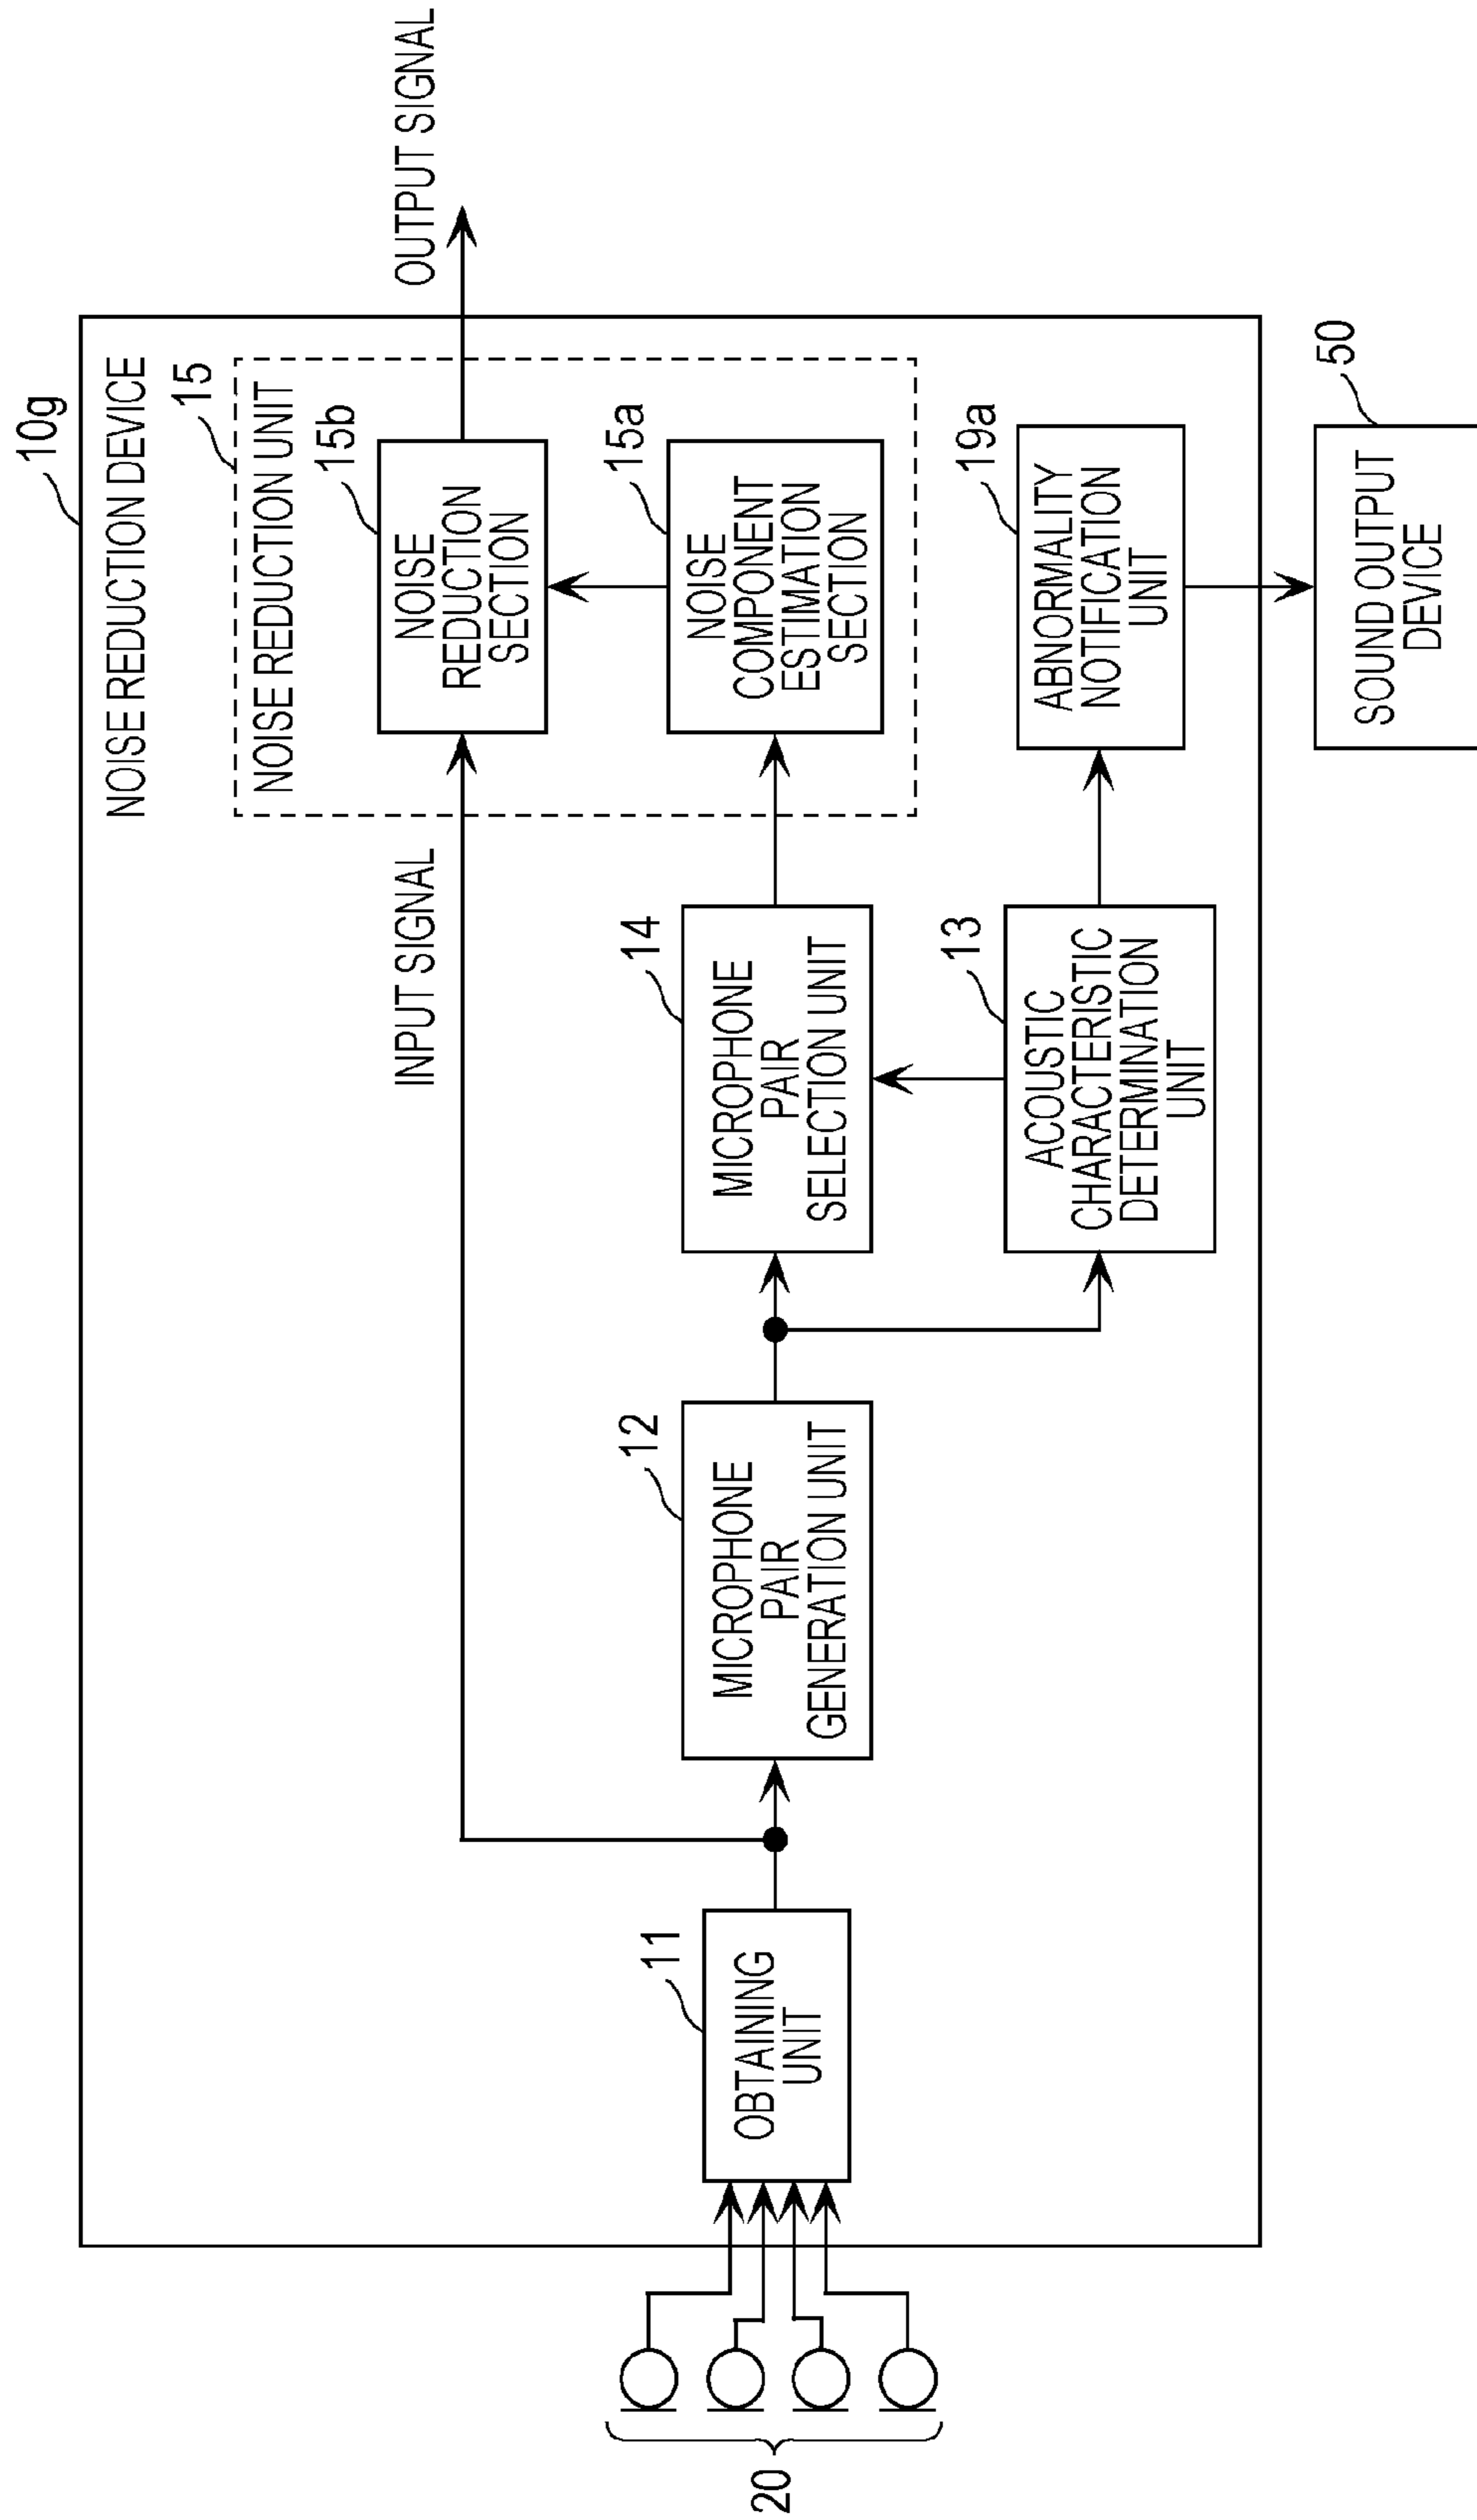 10g
NOISE REDUCTION DEVICE
15
NOISE REDUCTION UNIT
15b
INPUT SIGNAL
NOISE
REDUCTION
SECTION
OUTPUT SIGNAL
20
11
OBTAINING
UNIT
12
MICROPHONE
PAIR
GENERATION UNIT
14
MICROPHONE
PAIR
SELECTION UNIT
15a
NOISE
COMPONENT
ESTIMATION
SECTION
13
ACOUSTIC
CHARACTERISTIC
DETERMINATION
UNIT
19a
ABNORMALITY
NOTIFICATION
UNIT
50
SOUND OUTPUT
DEVICE